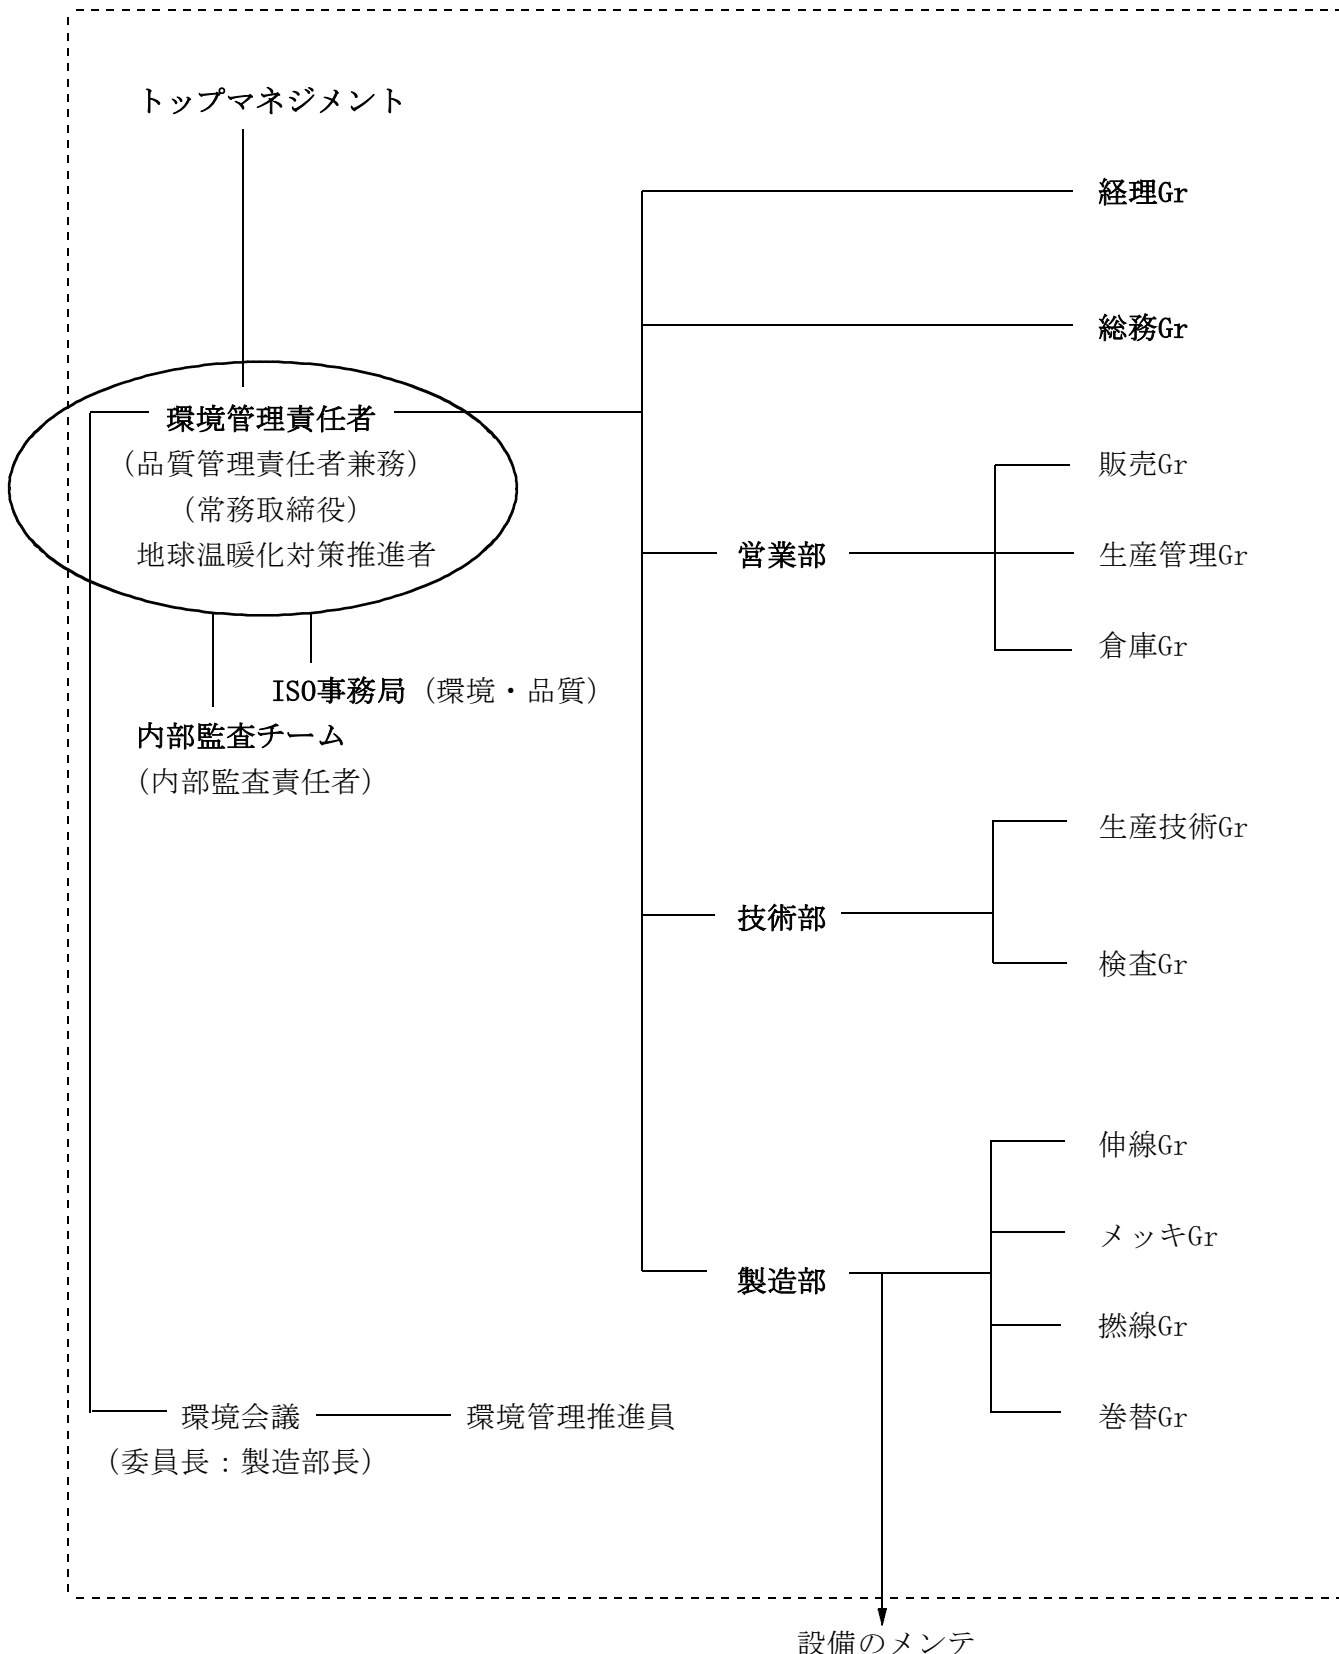 トップマネジメント
経理Gr
総務Gr
環境管理責任者
(品質管理責任者兼務)
販売Gr
(常務取締役)
地球温暖化対策推進者
営業部
生産管理Gr
倉庫Gr
ISO事務局（環境・品質）
内部監査チーム
(内部監査責任者)
生産技術Gr
技術部
検査Gr
伸線Gr
メッキGr
製造部
撚線Gr
環境会議
環境管理推進員
巻替Gr
(委員長：製造部長)
設備のメンテ